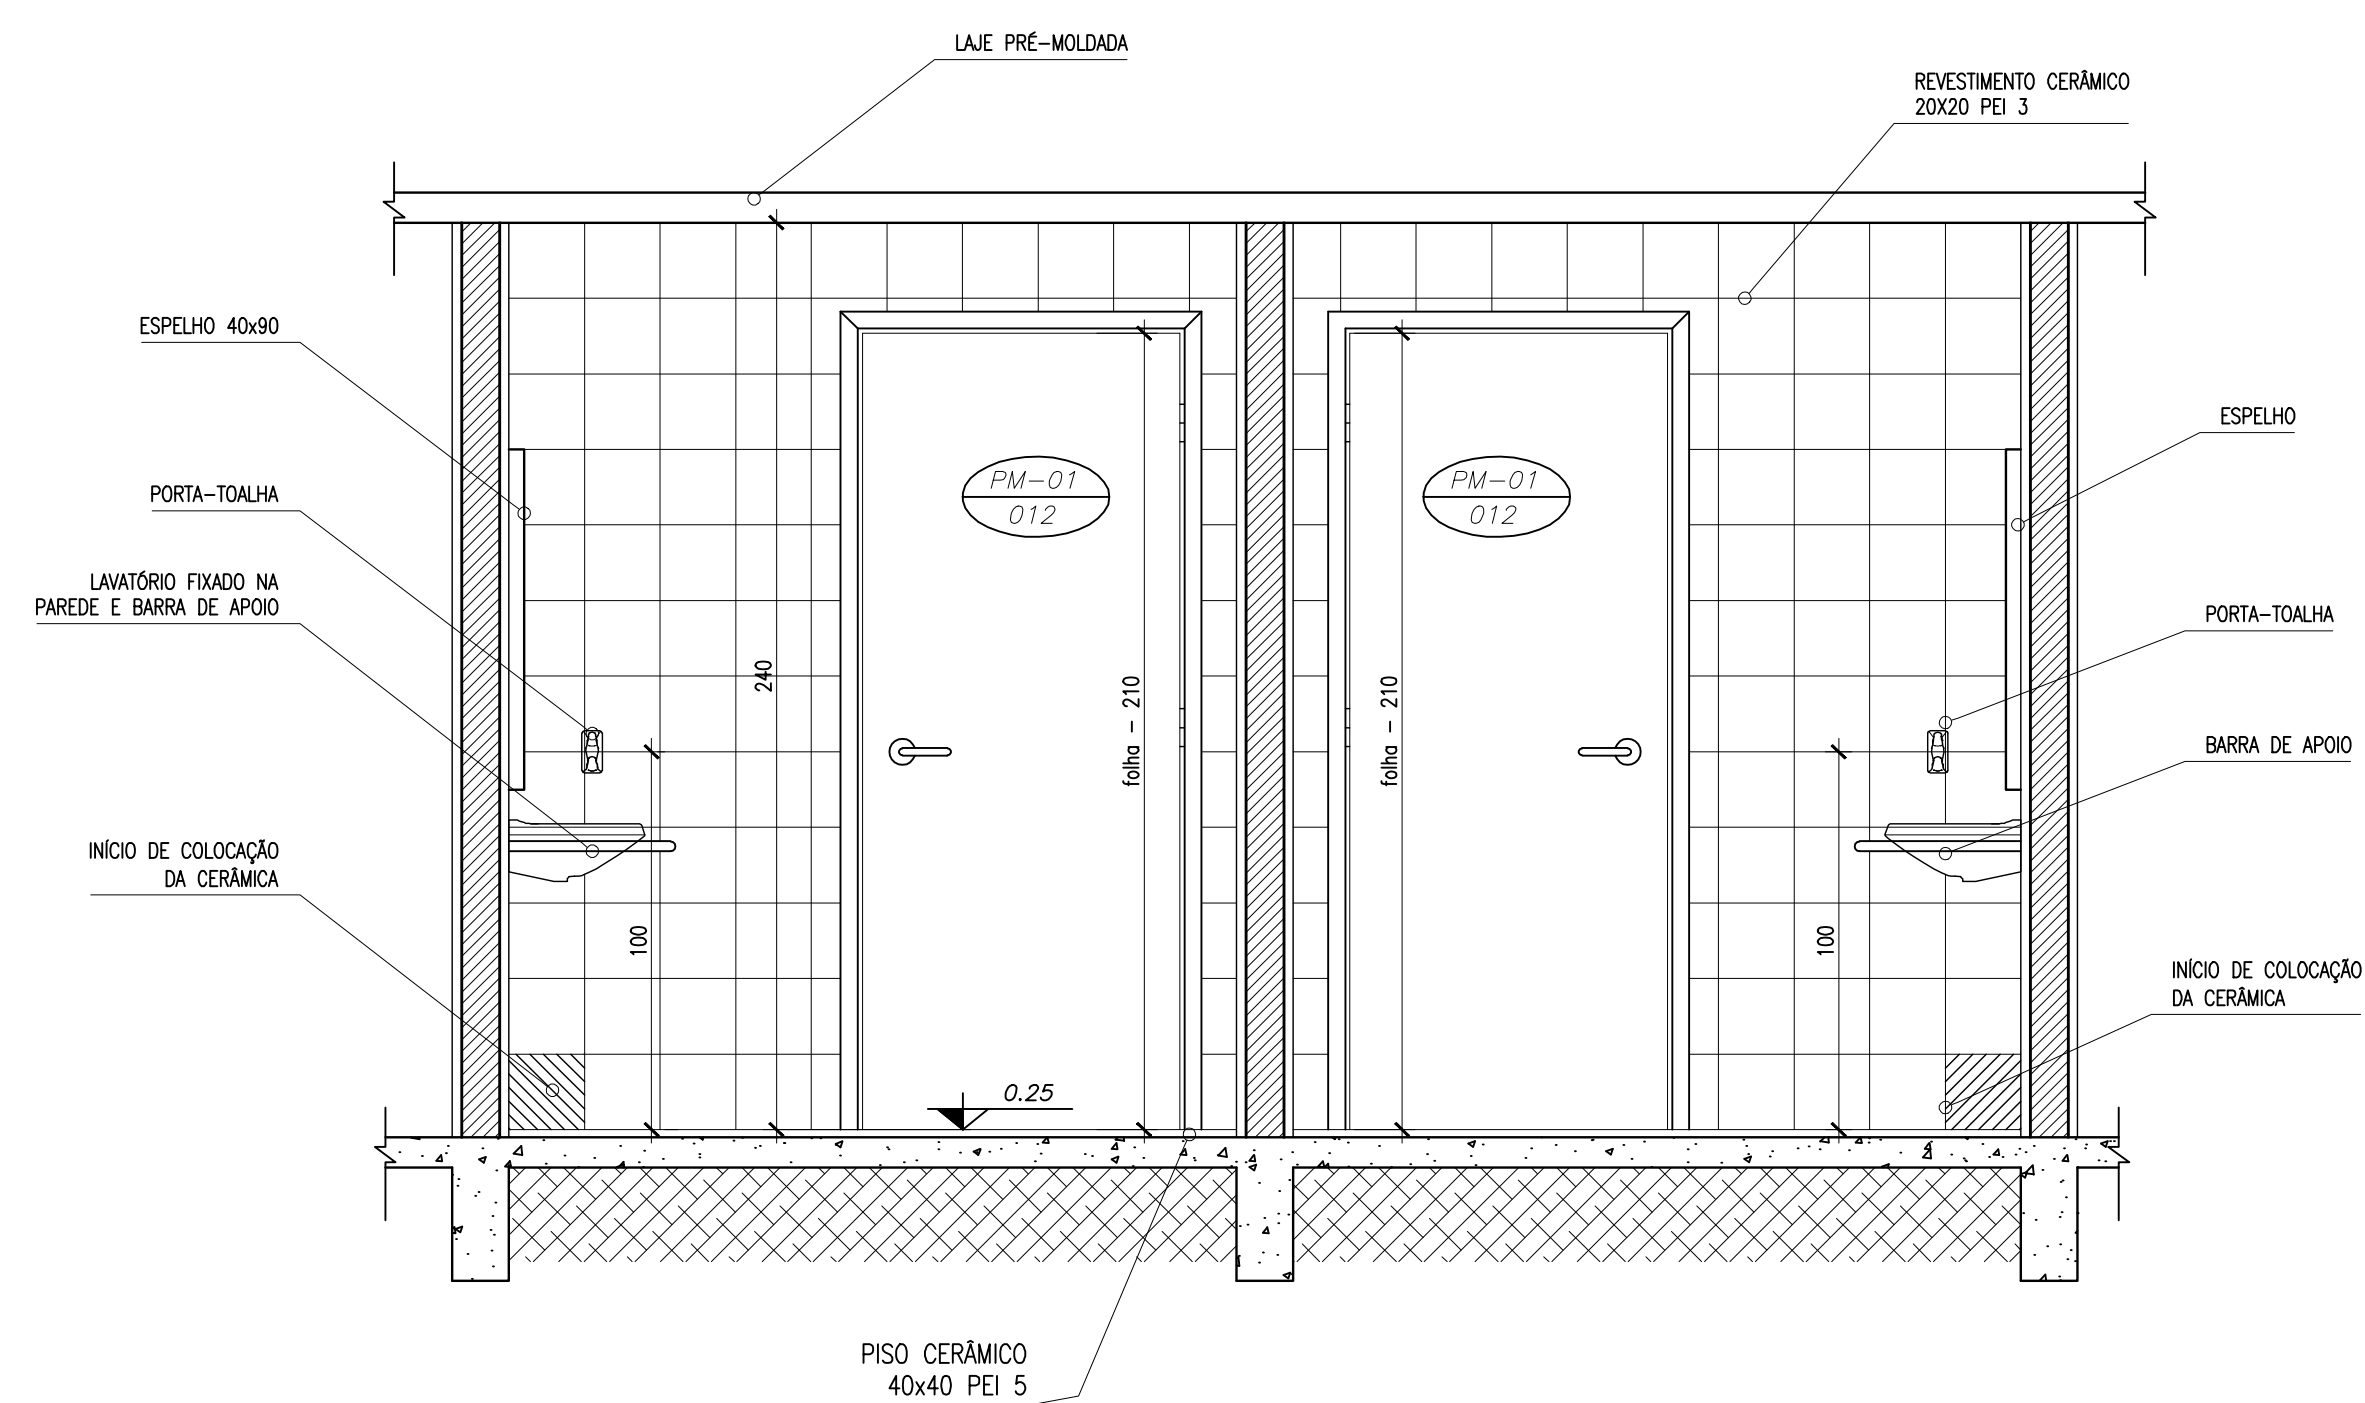 LAJE PRÉ-MOLDADA
REVESTIMENTO CERÂMICO
20X20 PEI 3
ESPELHO 40x90
PORTA-TOALHA
LAVATÓRIO FIXADO NA
PAREDE E BARRA DE APOIO
INÍCIO DE COLOCAÇÃO
DA CERÂMICA
240
100
PM-01
012
folha - 210
0.25
PM-01
012
folha - 210
100
ESPELHO
PORTA-TOALHA
BARRA DE APOIO
INÍCIO DE COLOCAÇÃO
DA CERÂMICA
PISO CERÂMICO
40x40 PEI 5